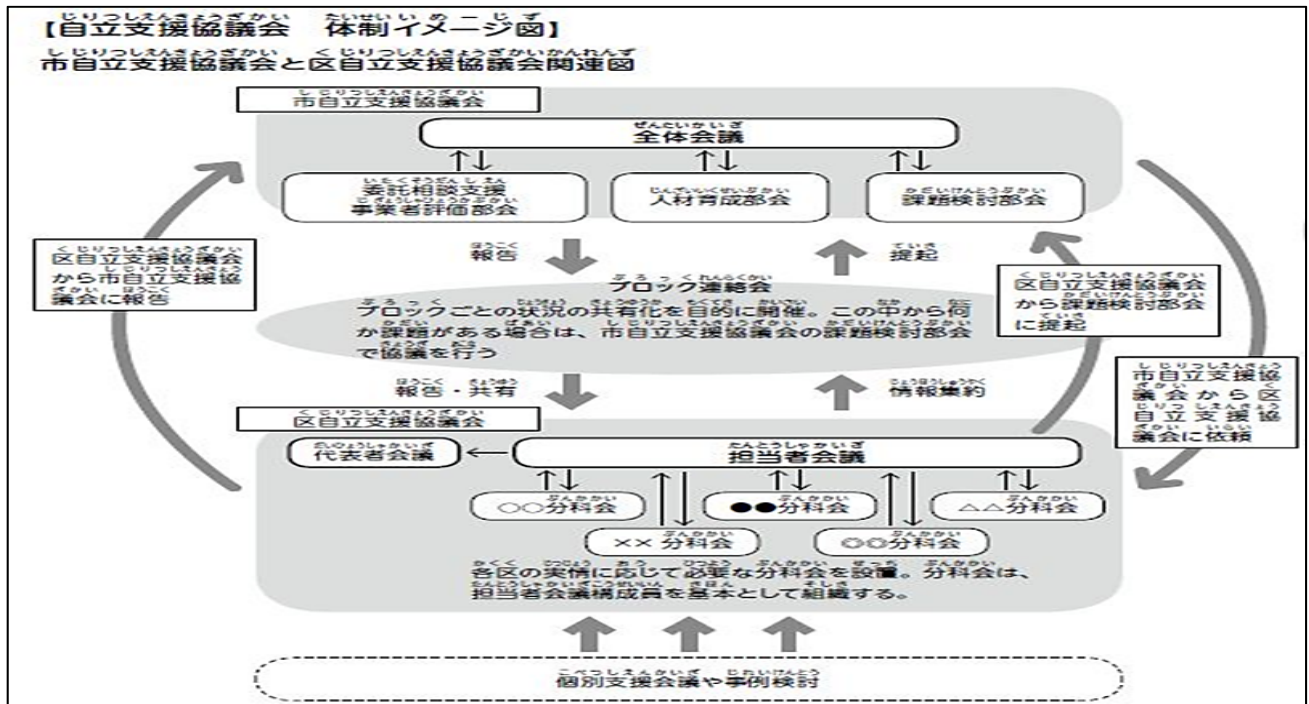 【自立支援協議会　体制イメージ図】
市自立支援協議会と区自立支援協議会関連図
市自立支援協議会
全体会議
委託相談支援
事業者評価部会
人材育成部会
課題検討部会
報告
提起
区自立支援協議会
から市自立支援協
議会に報告
ブロック連絡会
ブロックごとの状況の共有化を目的に開催。この中から何
か課題がある場合は、市自立支援協議会の課題検討部会
で協議を行う
区自立支援協議会
から課題検討部会
に提起
報告・共有
情報集約
市自立支援協
議会から区
自立支援協
議会に依頼
区自立支援協議会
代表者会議
担当者会議
○○分科会
●●分科会
△△分科会
××分科会
◎◎分科会
各区の実情に応じて必要な分科会を設置。分科会は、
担当者会議構成員を基本として組織する。
個別支援会議や事例検討